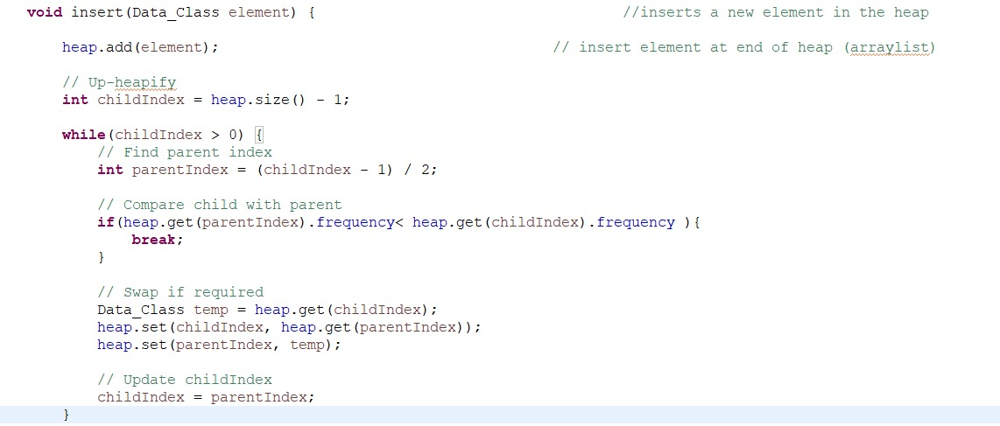 void insert(Data_Class element) { //inserts a new element in the heap
heap.add(element); // insert element at end of heap (arraylist)
// Up-heapify
int childIndex = heap.size() - 1;
while(childIndex > 0) {
// Find parent index
int parentIndex = (childIndex - 1) / 2;
// Compare child with parent
if(heap.get(parentIndex).frequency< heap.get(childIndex).frequency ){
break;
}
// Swap if required
Data_Class temp = heap.get(childIndex);
heap.set(childIndex, heap.get(parentIndex));
heap.set(parentIndex, temp);
// Update childIndex
childIndex = parentIndex;
}